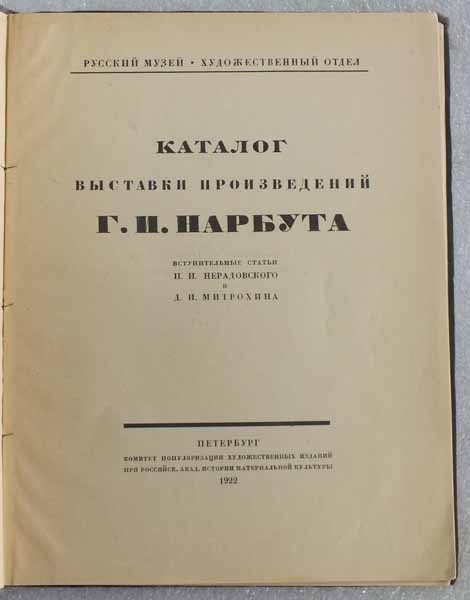 РУССКИЙ МУЗЕЙ • ХУДОЖЕСТВЕННЫЙ ОТДЕЛ
КАТАЛОГ
ВЫСТАВКИ ПРОИЗВЕДЕНИЙ
Г. И. НАРБУТА
ВСТУПИТЕЛЬНЫЕ СТАТЬИ
П. И. НЕРАДОВСКОГО
И
Д. И. МИТРОХИНА
ПЕТЕРБУРГ
КОМИТЕТ ПОПУЛЯРИЗАЦИИ ХУДОЖЕСТВЕННЫХ ИЗДАНИЙ
ПРИ РОССИЙСК. АКАД. ИСТОРИИ МАТЕРИАЛЬНОЙ КУЛЬТУРЫ
1922